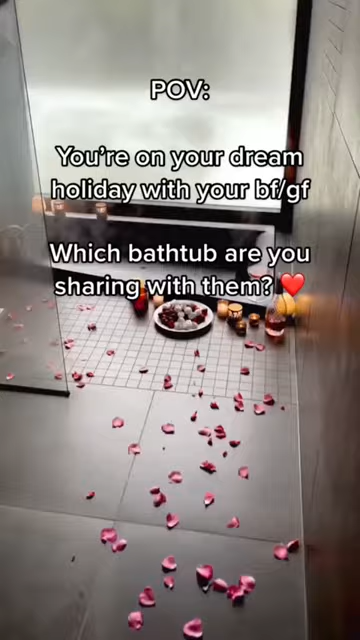 POV:
You're on your dream
holiday with your bf/gf
Which bathtub are you
sharing with them? ❤️